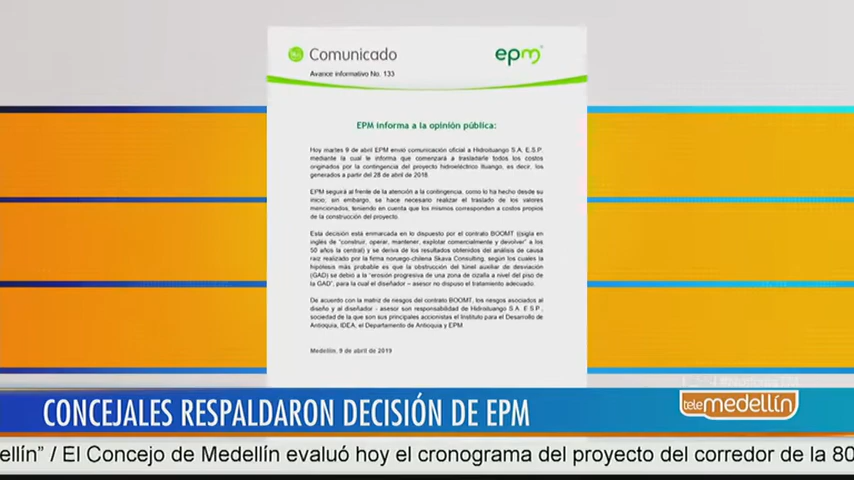 Comunicado
epm
Avance informativo No. 133
EPM informa a la opinión pública:
Hoy martes 9 de abril EPM envió comunicación oficial a Hidroituango S.A. E.S.P.
mediante la cual le informa que comenzará a trasladarle todos los costos
originados por la contingencia del proyecto hidroeléctrico Ituango, es decir, los
generados a partir del 28 de abril de 2018.
EPM seguirá al frente de la atención a la contingencia, como lo ha hecho desde su
inicio; sin embargo, se hace necesario realizar el traslado de los valores
mencionados, teniendo en cuenta que los mismos corresponden a costos propios
de la construcción del proyecto.
Esta decisión está enmarcada en lo dispuesto por el contrato BOOMT ((sigla en
inglés de "construir, operar, mantener, explotar comercialmente y devolver" a los
50 años la central) y se deriva de los resultados obtenidos del análisis de causa
raíz realizado por la firma noruego-chilena Skava Consulting, según los cuales la
hipótesis más probable es que la obstrucción del túnel auxiliar de desviación
(GAD) se debió a la "erosión progresiva de una zona de cizalla a nivel del piso de
la GAD", para la cual el diseñador – asesor no dispuso el tratamiento adecuado.
De acuerdo con la matriz de riesgos del contrato BOOMT, los riesgos asociados al
diseño y al diseñador - asesor son responsabilidad de Hidroituango S.A. E.S.P.,
sociedad de la que son sus principales accionistas el Instituto para el Desarrollo de
Antioquia, IDEA, el Departamento de Antioquia y EPM.
Medellín, 9 de abril de 2019
CONCEJALES RESPALDARON DECISIÓN DE EPM
telemedellín
ellín” / El Concejo de Medellín evaluó hoy el cronograma del proyecto del corredor de la 80